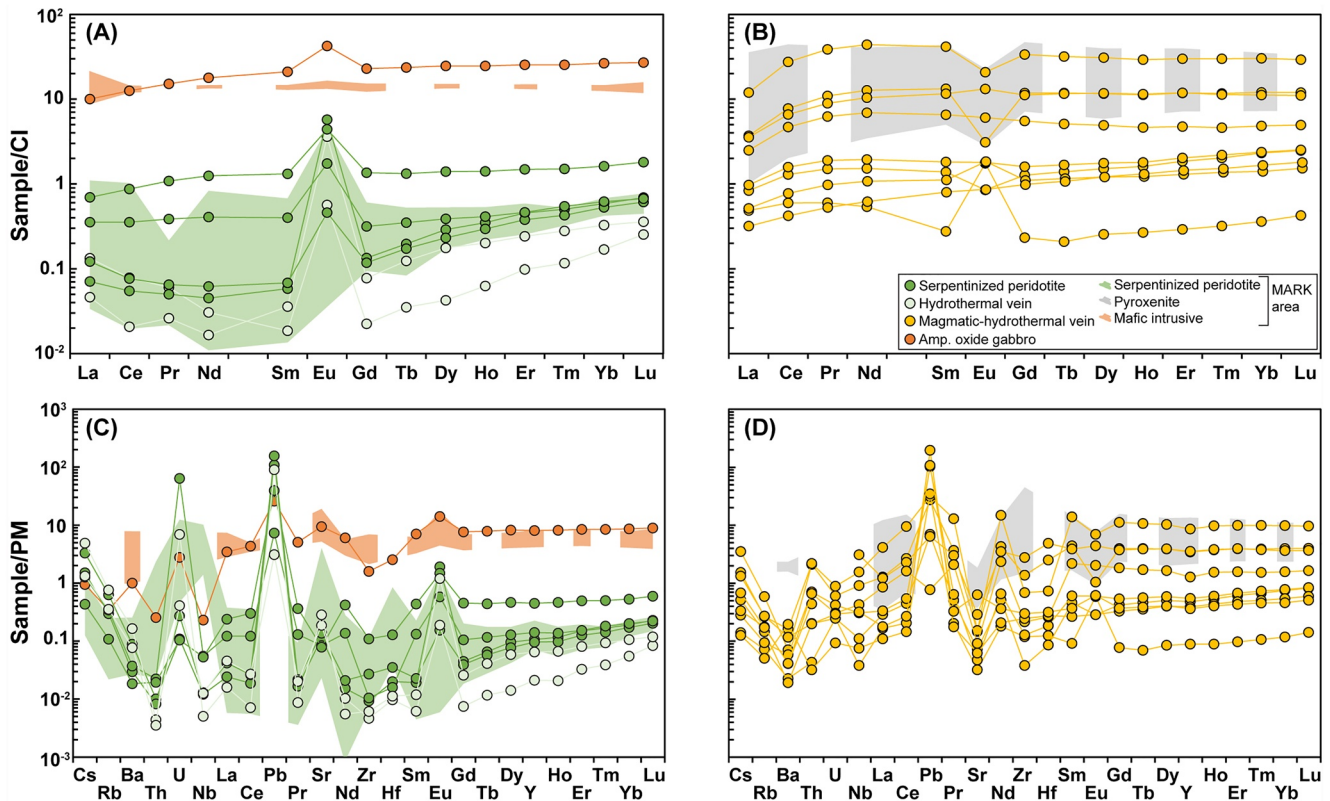 (A)
(B)
Sample/CI
10²
10
1
0.1
10⁻²
La Ce Pr Nd Sm Eu Gd Tb Dy Ho Er Tm Yb Lu
La Ce Pr Nd Sm Eu Gd Tb Dy Ho Er Tm Yb Lu
Serpentinized peridotite
Hydrothermal vein
Magmatic-hydrothermal vein
Amp. oxide gabbro
Serpentinized peridotite
Pyroxenite
Mafic intrusive
MARK
area
(C)
(D)
Sample/PM
10³
10²
10
1
0.1
10⁻²
10⁻³
Cs Ba U La Pb Sr Zr Sm Gd Dy Ho Tm Lu
Rb Th Nb Ce Pr Nd Hf Eu Tb Y Er Yb
Cs Ba U La Pb Sr Zr Sm Gd Dy Ho Tm Lu
Rb Th Nb Ce Pr Nd Hf Eu Tb Y Er Yb